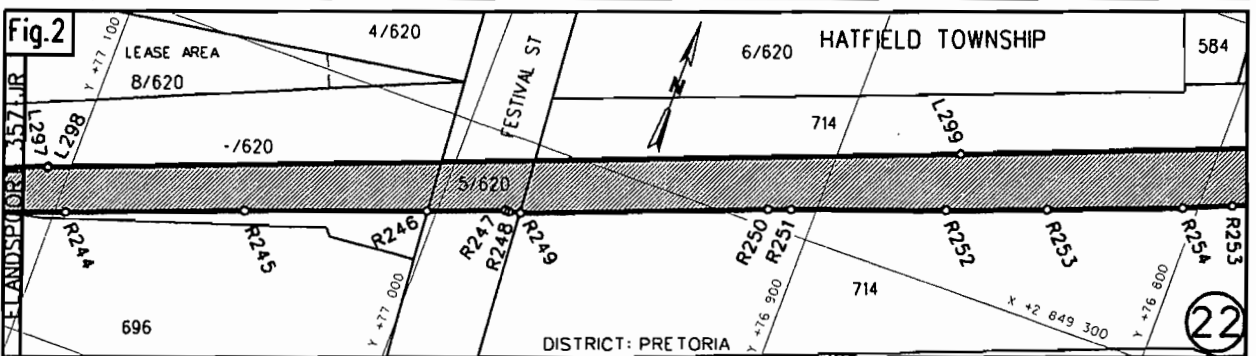 Fig.2
Y +77 100
4/620
LEASE AREA
8/620
FESTIVAL ST
N
6/620
HATFIELD TOWNSHIP
584
ELANDSPOORT 357-JR
L297
L298
-/620
714
L299
5/620
R244
R245
R246
R247
R248
R249
R250
R251
R252
R253
R254
R253
696
Y +77 000
Y +76 900
714
X +2 849 300
Y +76 800
22
DISTRICT: PRETORIA